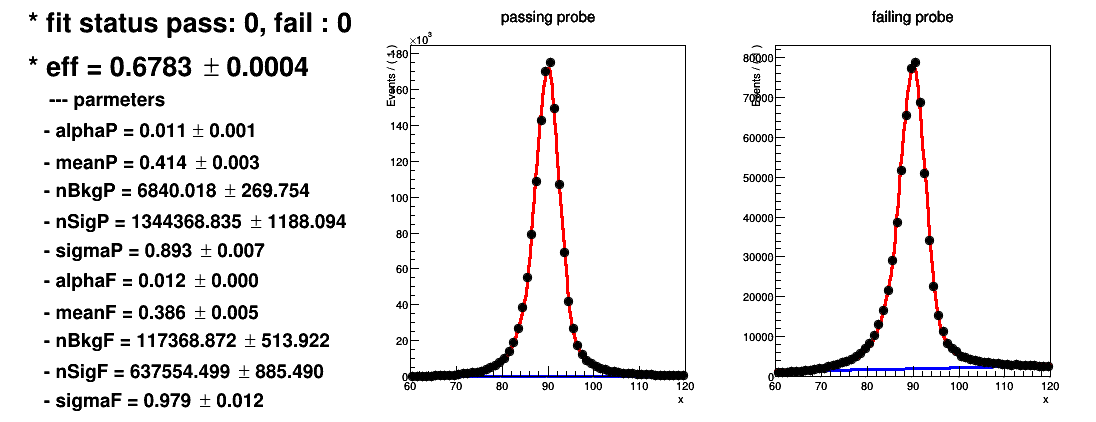 * fit status pass: 0, fail : 0
* eff = 0.6783 ± 0.0004
--- parmeters
- alphaP = 0.011 ± 0.001
- meanP = 0.414 ± 0.003
- nBkgP = 6840.018 ± 269.754
- nSigP = 1344368.835 ± 1188.094
- sigmaP = 0.893 ± 0.007
- alphaF = 0.012 ± 0.000
- meanF = 0.386 ± 0.005
- nBkgF = 117368.872 ± 513.922
- nSigF = 637554.499 ± 885.490
- sigmaF = 0.979 ± 0.012
passing probe
×10³
Events / ( 1 )
180
160
140
120
100
80
60
40
20
0
60 70 80 90 100 110 120
x
failing probe
Events / ( 1 )
80000
70000
60000
50000
40000
30000
20000
10000
0
60 70 80 90 100 110 120
x